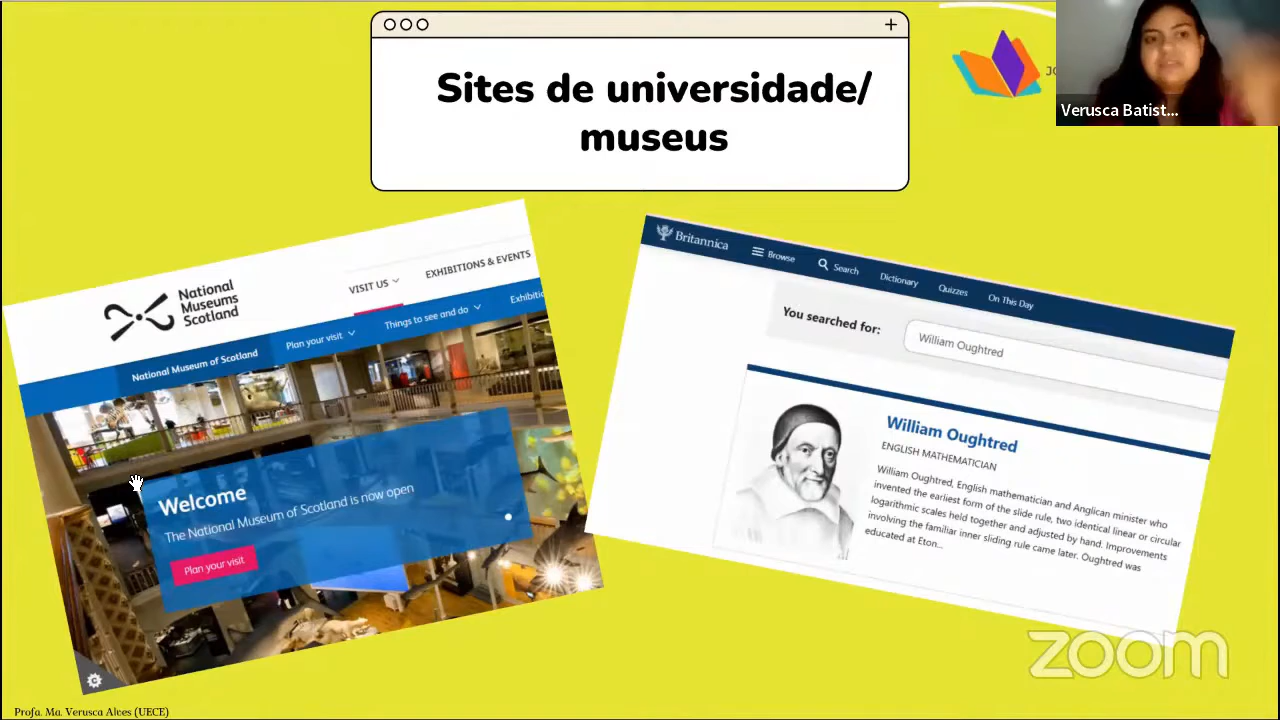 Sites de universidade/
museus
JO
Verusca Batist...
National
Museums
Scotland
VISIT US
EXHIBITIONS & EVENTS
National Museum of Scotland
Plan your visit
Things to see and do
Exhibitio
Welcome
The National Museum of Scotland is now open
Plan your visit
Britannica
Browse
Search
Dictionary
Quizzes
On This Day
You searched for:
William Oughtred
William Oughtred
ENGLISH MATHEMATICIAN
William Oughtred, English mathematician and Anglican minister who
invented the earliest form of the slide rule, two identical linear or circular
logarithmic scales held together and adjusted by hand. Improvements
involving the familiar inner sliding rule came later. Oughtred was
educated at Eton...
zoom
Profa. Ma. Verusca Alves (UECE)